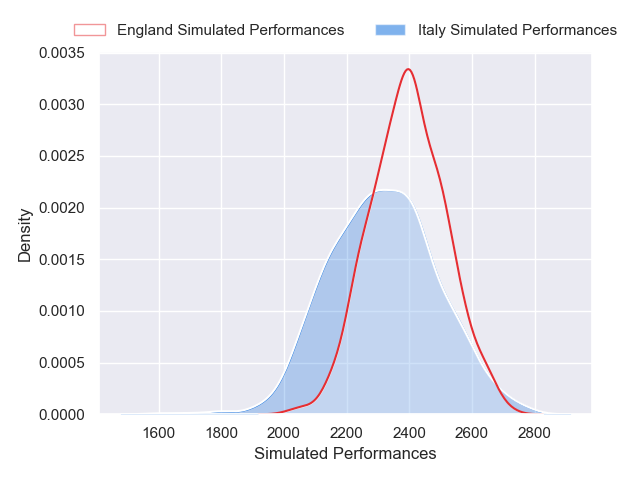 England Simulated Performances Italy Simulated Performances
0.0035
0.0030
0.0025
0.0020
0.0015
0.0010
0.0005
0.0000
Density
1600 1800 2000 2200 2400 2600 2800
Simulated Performances